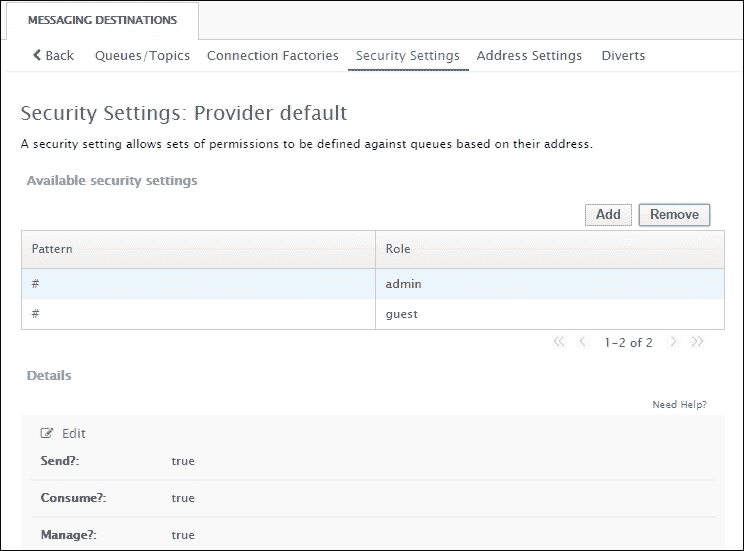 MESSAGING DESTINATIONS
Back Queues/Topics Connection Factories Security Settings Address Settings Diverts
Security Settings: Provider default
A security setting allows sets of permissions to be defined against queues based on their address.
Available security settings
Add Remove
Pattern Role
# admin
# guest
1-2 of 2
Details
Need Help?
Edit
Send?: true
Consume?: true
Manage?: true